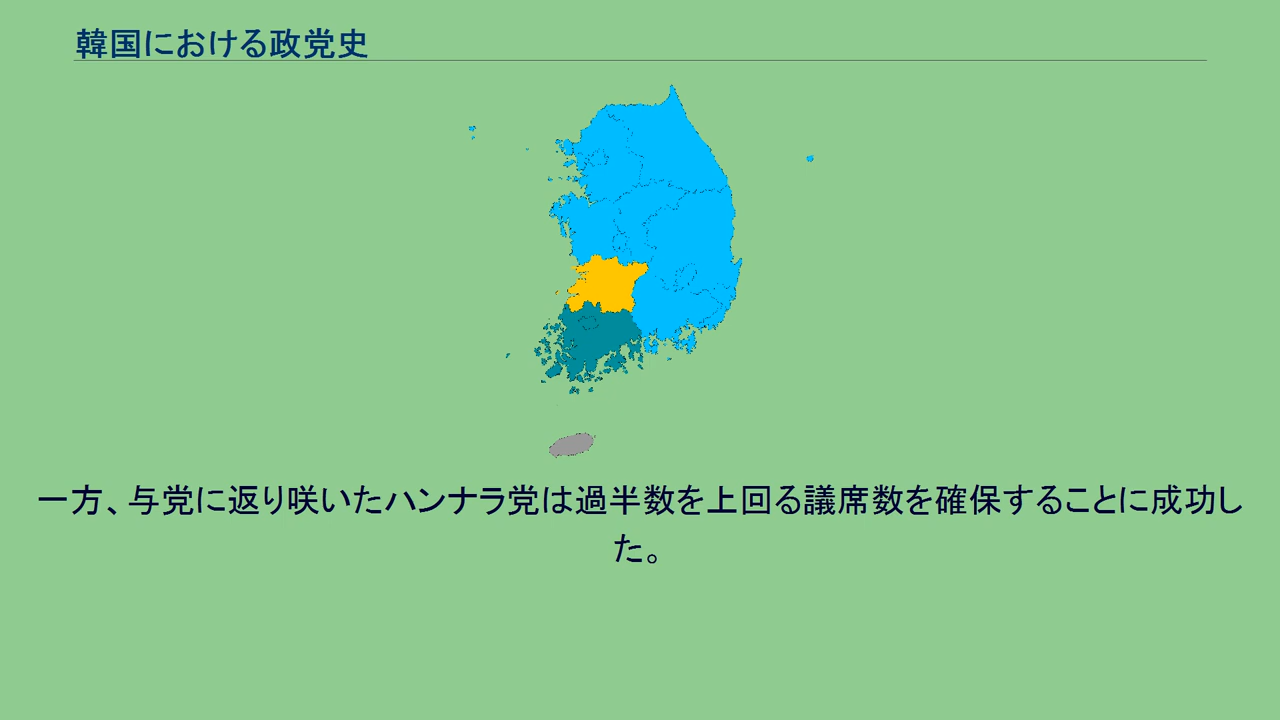 韓国における政党史
一方、与党に返り咲いたハンナラ党は過半数を上回る議席数を確保することに成功し
た。